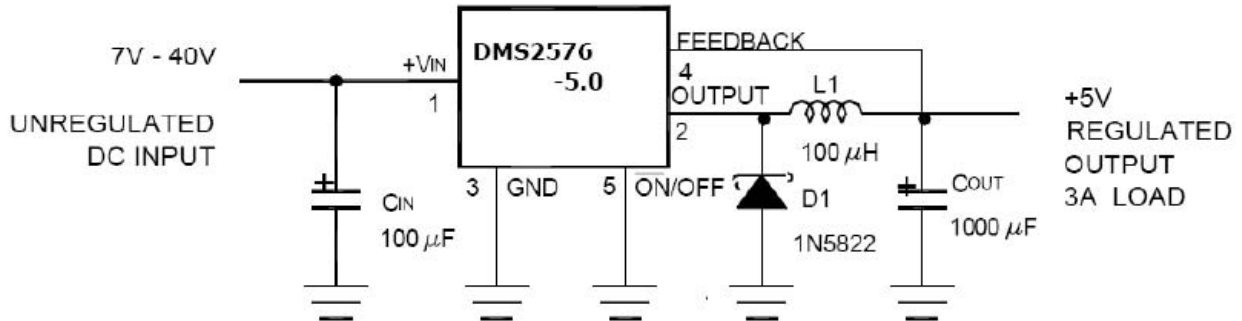 7V - 40V
UNREGULATED
DC INPUT
+VIN
1
DMS2576
-5.0
FEEDBACK
4
OUTPUT
2
3 GND
5 ON/OFF
CIN
100 µF
L1
100 µH
D1
1N5822
COUT
1000 µF
+5V
REGULATED
OUTPUT
3A LOAD